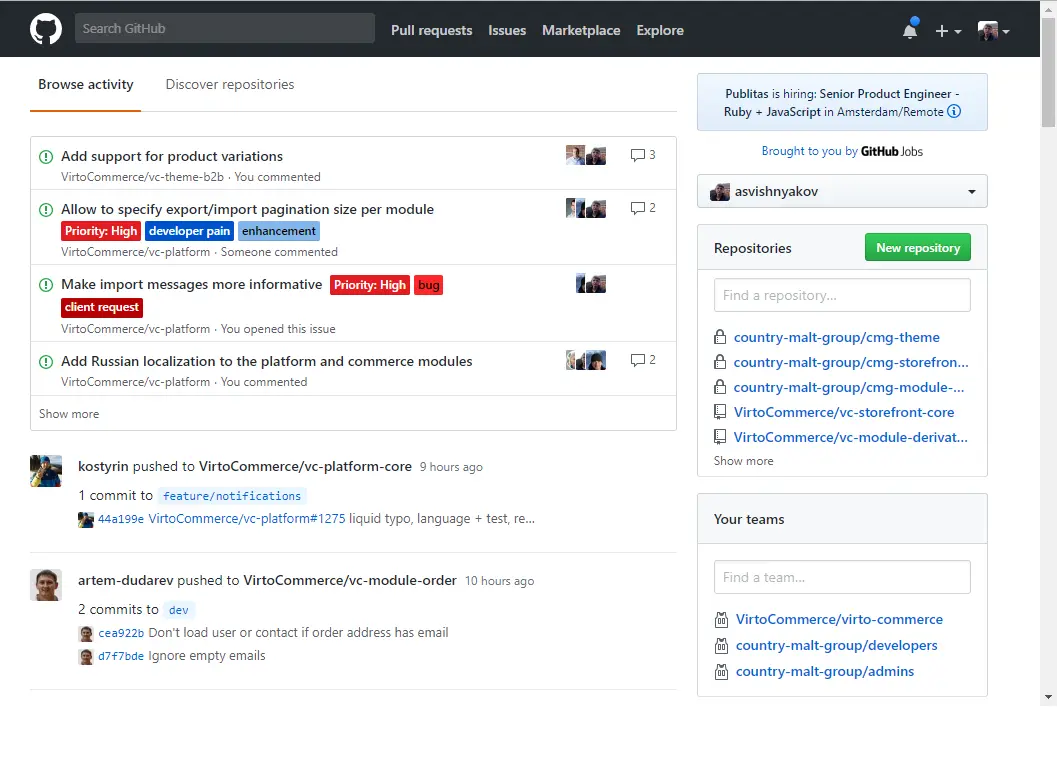 Search GitHub
Pull requests Issues Marketplace Explore
Browse activity Discover repositories
Add support for product variations 3
VirtoCommerce/vc-theme-b2b · You commented
Allow to specify export/import pagination size per module 2
Priority: High developer pain enhancement
VirtoCommerce/vc-platform · Someone commented
Make import messages more informative Priority: High bug
client request
VirtoCommerce/vc-platform · You opened this issue
Add Russian localization to the platform and commerce modules 2
VirtoCommerce/vc-platform · You commented
Show more
kostyrin pushed to VirtoCommerce/vc-platform-core 9 hours ago
1 commit to feature/notifications
44a199e VirtoCommerce/vc-platform#1275 liquid typo, language + test, re...
artem-dudarev pushed to VirtoCommerce/vc-module-order 10 hours ago
2 commits to dev
cea922b Don't load user or contact if order address has email
d7f7bde Ignore empty emails
Publitas is hiring: Senior Product Engineer -
Ruby + JavaScript in Amsterdam/Remote
Brought to you by GitHub Jobs
asvishnyakov
Repositories New repository
Find a repository...
country-malt-group/cmg-theme
country-malt-group/cmg-storefron...
country-malt-group/cmg-module-...
VirtoCommerce/vc-storefront-core
VirtoCommerce/vc-module-derivat...
Show more
Your teams
Find a team...
VirtoCommerce/virto-commerce
country-malt-group/developers
country-malt-group/admins